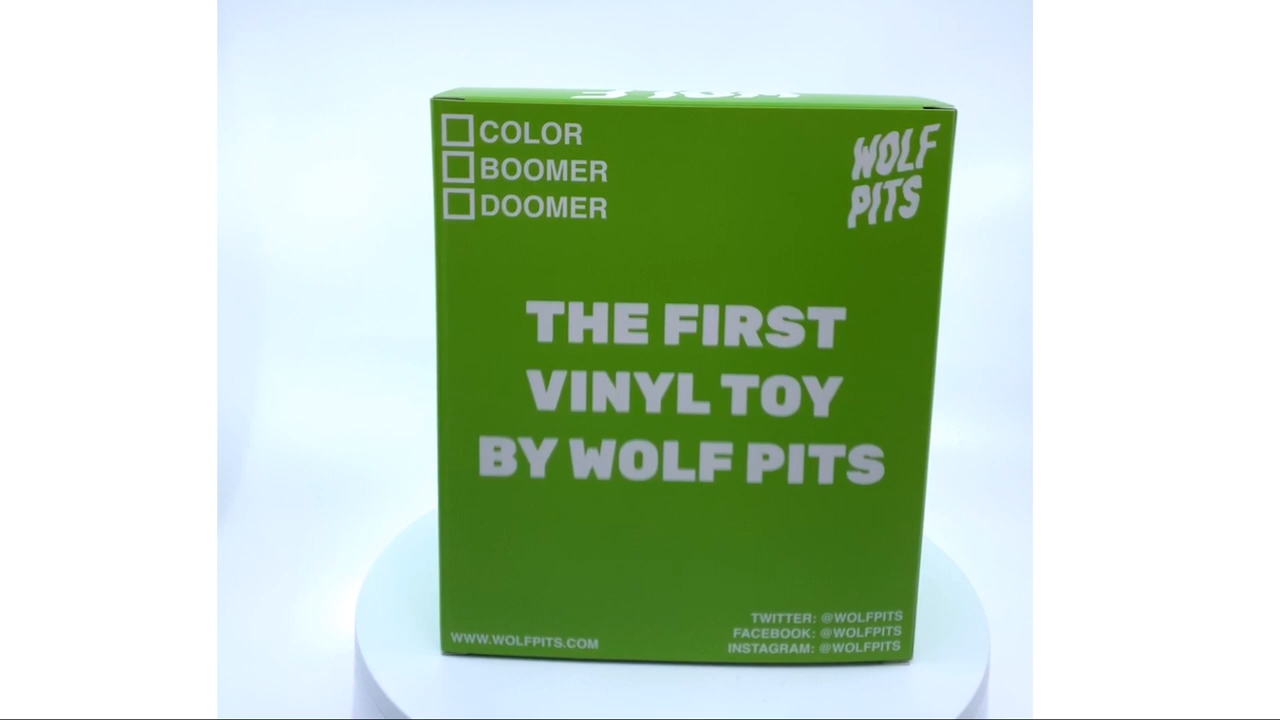 COLOR
BOOMER
DOOMER
WOLF
PITS
THE FIRST
VINYL TOY
BY WOLF PITS
WWW.WOLFPITS.COM
TWITTER: @WOLFPITS
FACEBOOK: @WOLFPITS
INSTAGRAM: @WOLFPITS